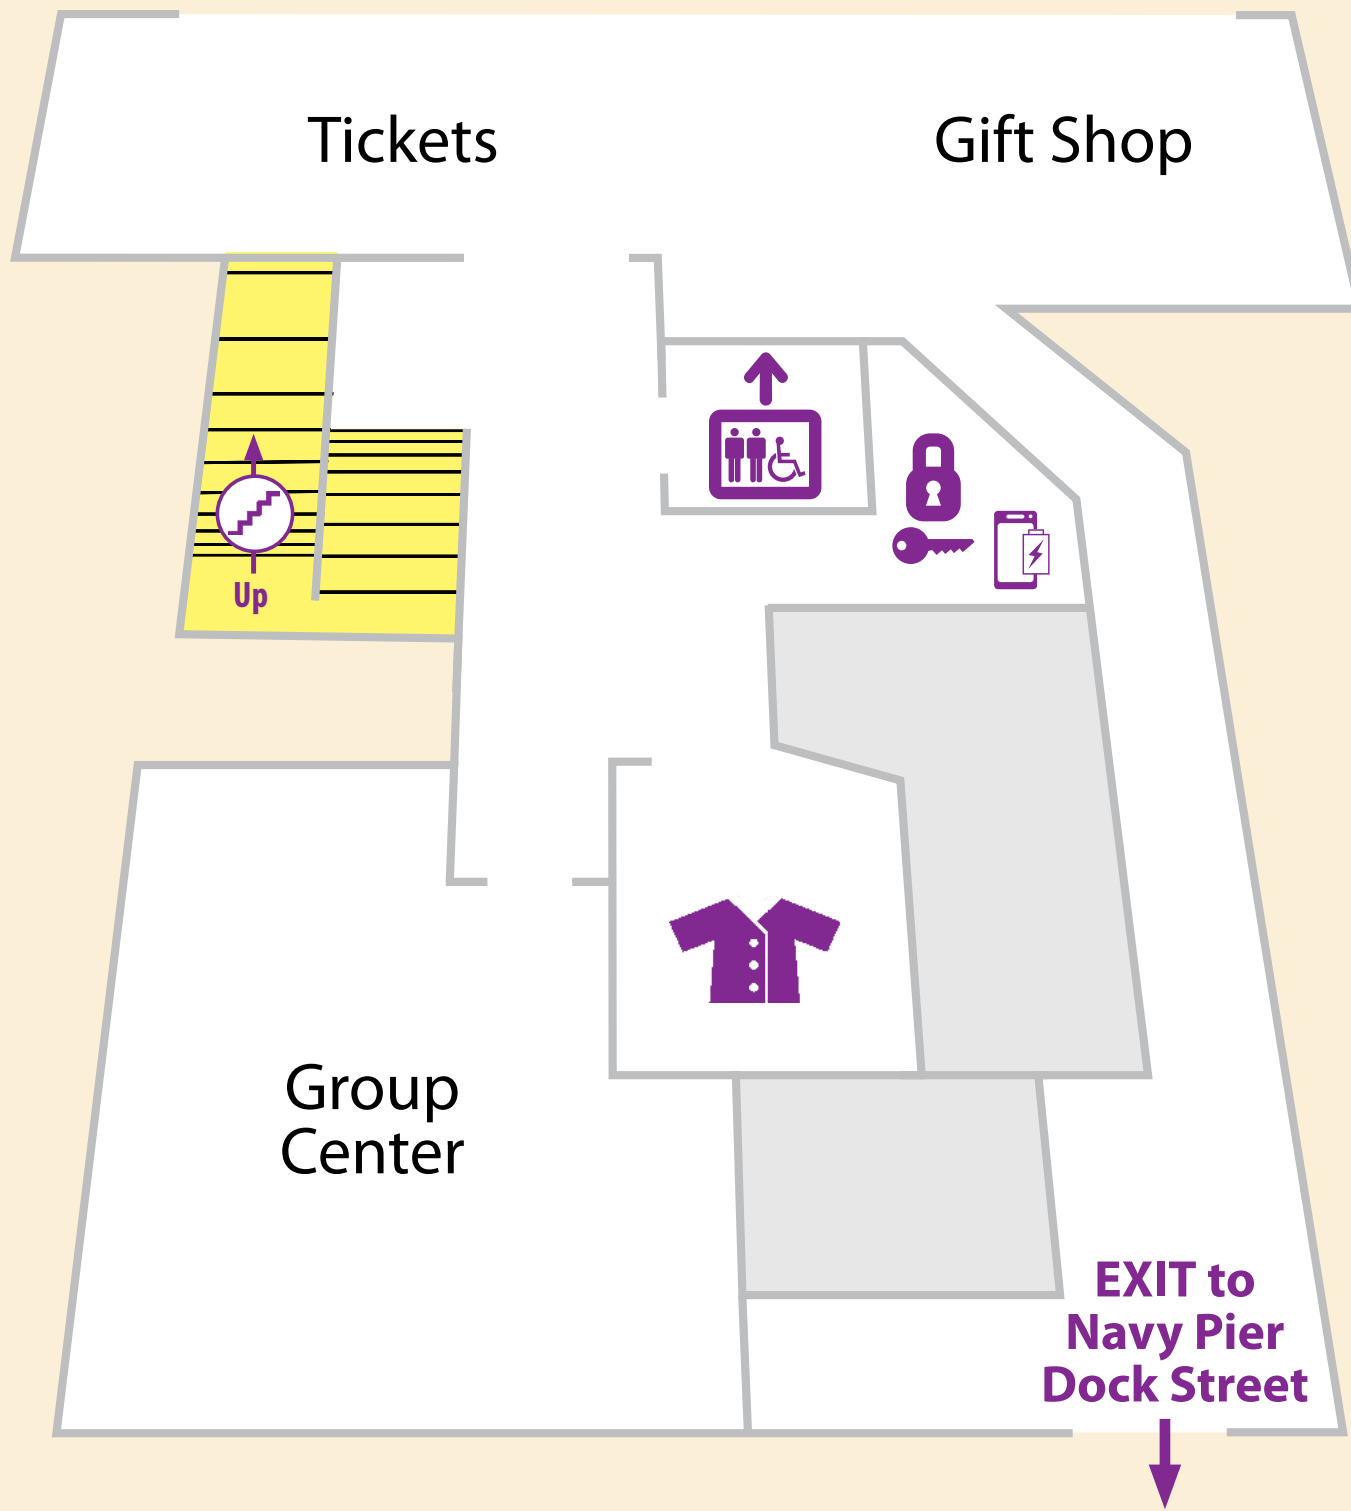 Tickets
Gift Shop
Up
Group
Center
EXIT to
Navy Pier
Dock Street